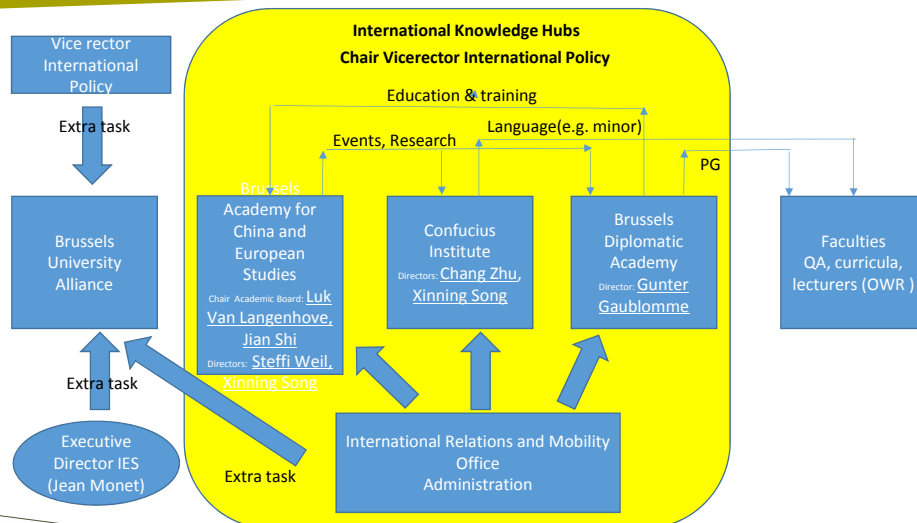 International Knowledge Hubs
Chair Vicerector International Policy
Vice rector
International
Policy
Extra task
Education & training
Language(e.g. minor)
Events, Research
PG
Brussels
University
Alliance
Brussels
Academy for
China and
European
Studies
Chair Academic Board: Luk
Van Langenhove,
Jian Shi
Directors: Steffi Weil,
Xinning Song
Confucius
Institute
Directors: Chang Zhu,
Xinning Song
Brussels
Diplomatic
Academy
Director: Gunter
Gaublomme
Faculties
QA, curricula,
lecturers (OWR )
Extra task
Executive
Director IES
(Jean Monet)
Extra task
International Relations and Mobility
Office
Administration